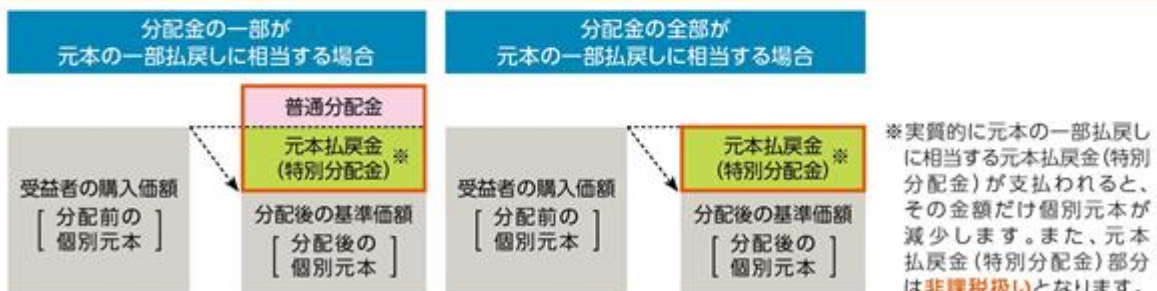 分配金の一部が
元本の一部払戻しに相当する場合
普通分配金
元本払戻金
(特別分配金)
※
受益者の購入価額
[ 分配前の
個別元本 ]
分配後の基準価額
[ 分配後の
個別元本 ]
分配金の全部が
元本の一部払戻しに相当する場合
元本払戻金
(特別分配金)
※
受益者の購入価額
[ 分配前の
個別元本 ]
分配後の基準価額
[ 分配後の
個別元本 ]
※実質的に元本の一部払戻し
に相当する元本払戻金(特別
分配金)が支払われると、
その金額だけ個別元本が
減少します。また、元本
払戻金(特別分配金)部分
は非課税扱いとなります。